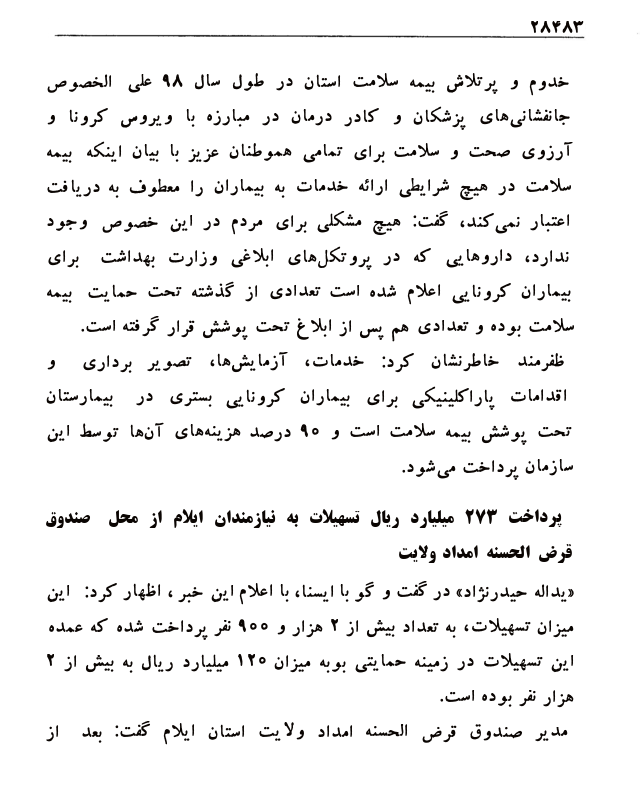 ۲۸۴۸۳
خدوم و پرتلاش بیمه سلامت استان در طول سال ۹۸ علی الخصوص
جانفشانی‌های پزشکان و کادر درمان در مبارزه با ویروس کرونا و
آرزوی صحت و سلامت برای تمامی هموطنان عزیز با بیان اینکه بیمه
سلامت در هیچ شرایطی ارائه خدمات به بیماران را معطوف به دریافت
اعتبار نمی‌کند، گفت: هیچ مشکلی برای مردم در این خصوص وجود
ندارد، داروهایی که در پروتکل‌های ابلاغی وزارت بهداشت برای
بیماران کرونایی اعلام شده است تعدادی از گذشته تحت حمایت بیمه
سلامت بوده و تعدادی هم پس از ابلاغ تحت پوشش قرار گرفته است.
ظفرمند خاطرنشان کرد: خدمات، آزمایش‌ها، تصویر برداری و
اقدامات پاراکلینیکی برای بیماران کرونایی بستری در بیمارستان
تحت پوشش بیمه سلامت است و ۹۰ درصد هزینه‌های آن‌ها توسط این
سازمان پرداخت می‌شود.
پرداخت ۲۷۳ میلیارد ریال تسهیلات به نیازمندان ایلام از محل صندوق
قرض الحسنه امداد ولایت
«یداله حیدرنژاد» در گفت و گو با ایسنا، با اعلام این خبر، اظهار کرد: این
میزان تسهیلات، به تعداد بیش از ۲ هزار و ۹۰۰ نفر پرداخت شده که عمده
این تسهیلات در زمینه حمایتی بوبه میزان ۱۲۰ میلیارد ریال به بیش از ۲
هزار نفر بوده است.
مدیر صندوق قرض الحسنه امداد ولایت استان ایلام گفت: بعد از